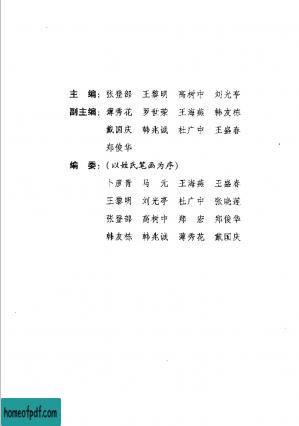 主　编：张登部　王黎明　高树中　刘光亭
副主编：薄秀花　罗世荣　王海燕　韩友栋
戴国庆　韩兆诚　杜广中　王盛春
郑俊华
编　委：（以姓氏笔画为序）
卜彦青　马元　王海燕　王盛春
王黎明　刘光亭　杜广中　张晓莲
张登部　高树中　郑宏　郑俊华
韩友栋　韩兆诚　薄秀花　戴国庆
homeofpdf.com
homeofpdf.com